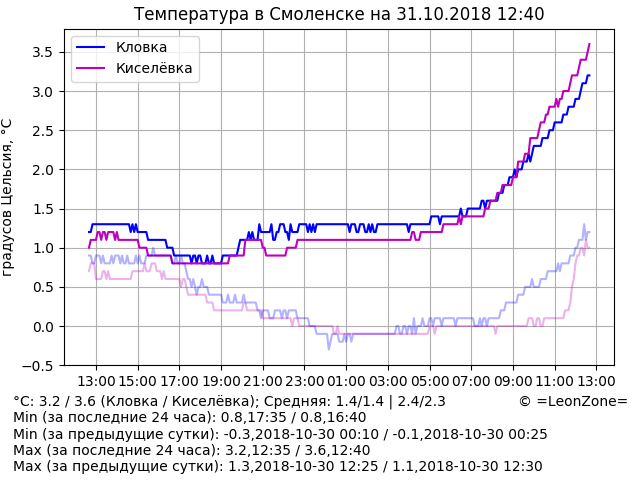 Температура в Смоленске на 31.10.2018 12:40
Кловка
Киселёвка
градусов Цельсия, °C
3.5
3.0
2.5
2.0
1.5
1.0
0.5
0.0
−0.5
13:00 15:00 17:00 19:00 21:00 23:00 01:00 03:00 05:00 07:00 09:00 11:00 13:00
°C: 3.2 / 3.6 (Кловка / Киселёвка); Средняя: 1.4/1.4 | 2.4/2.3 © =LeonZone=
Min (за последние 24 часа): 0.8,17:35 / 0.8,16:40
Min (за предыдущие сутки): -0.3,2018-10-30 00:10 / -0.1,2018-10-30 00:25
Max (за последние 24 часа): 3.2,12:35 / 3.6,12:40
Max (за предыдущие сутки): 1.3,2018-10-30 12:25 / 1.1,2018-10-30 12:30